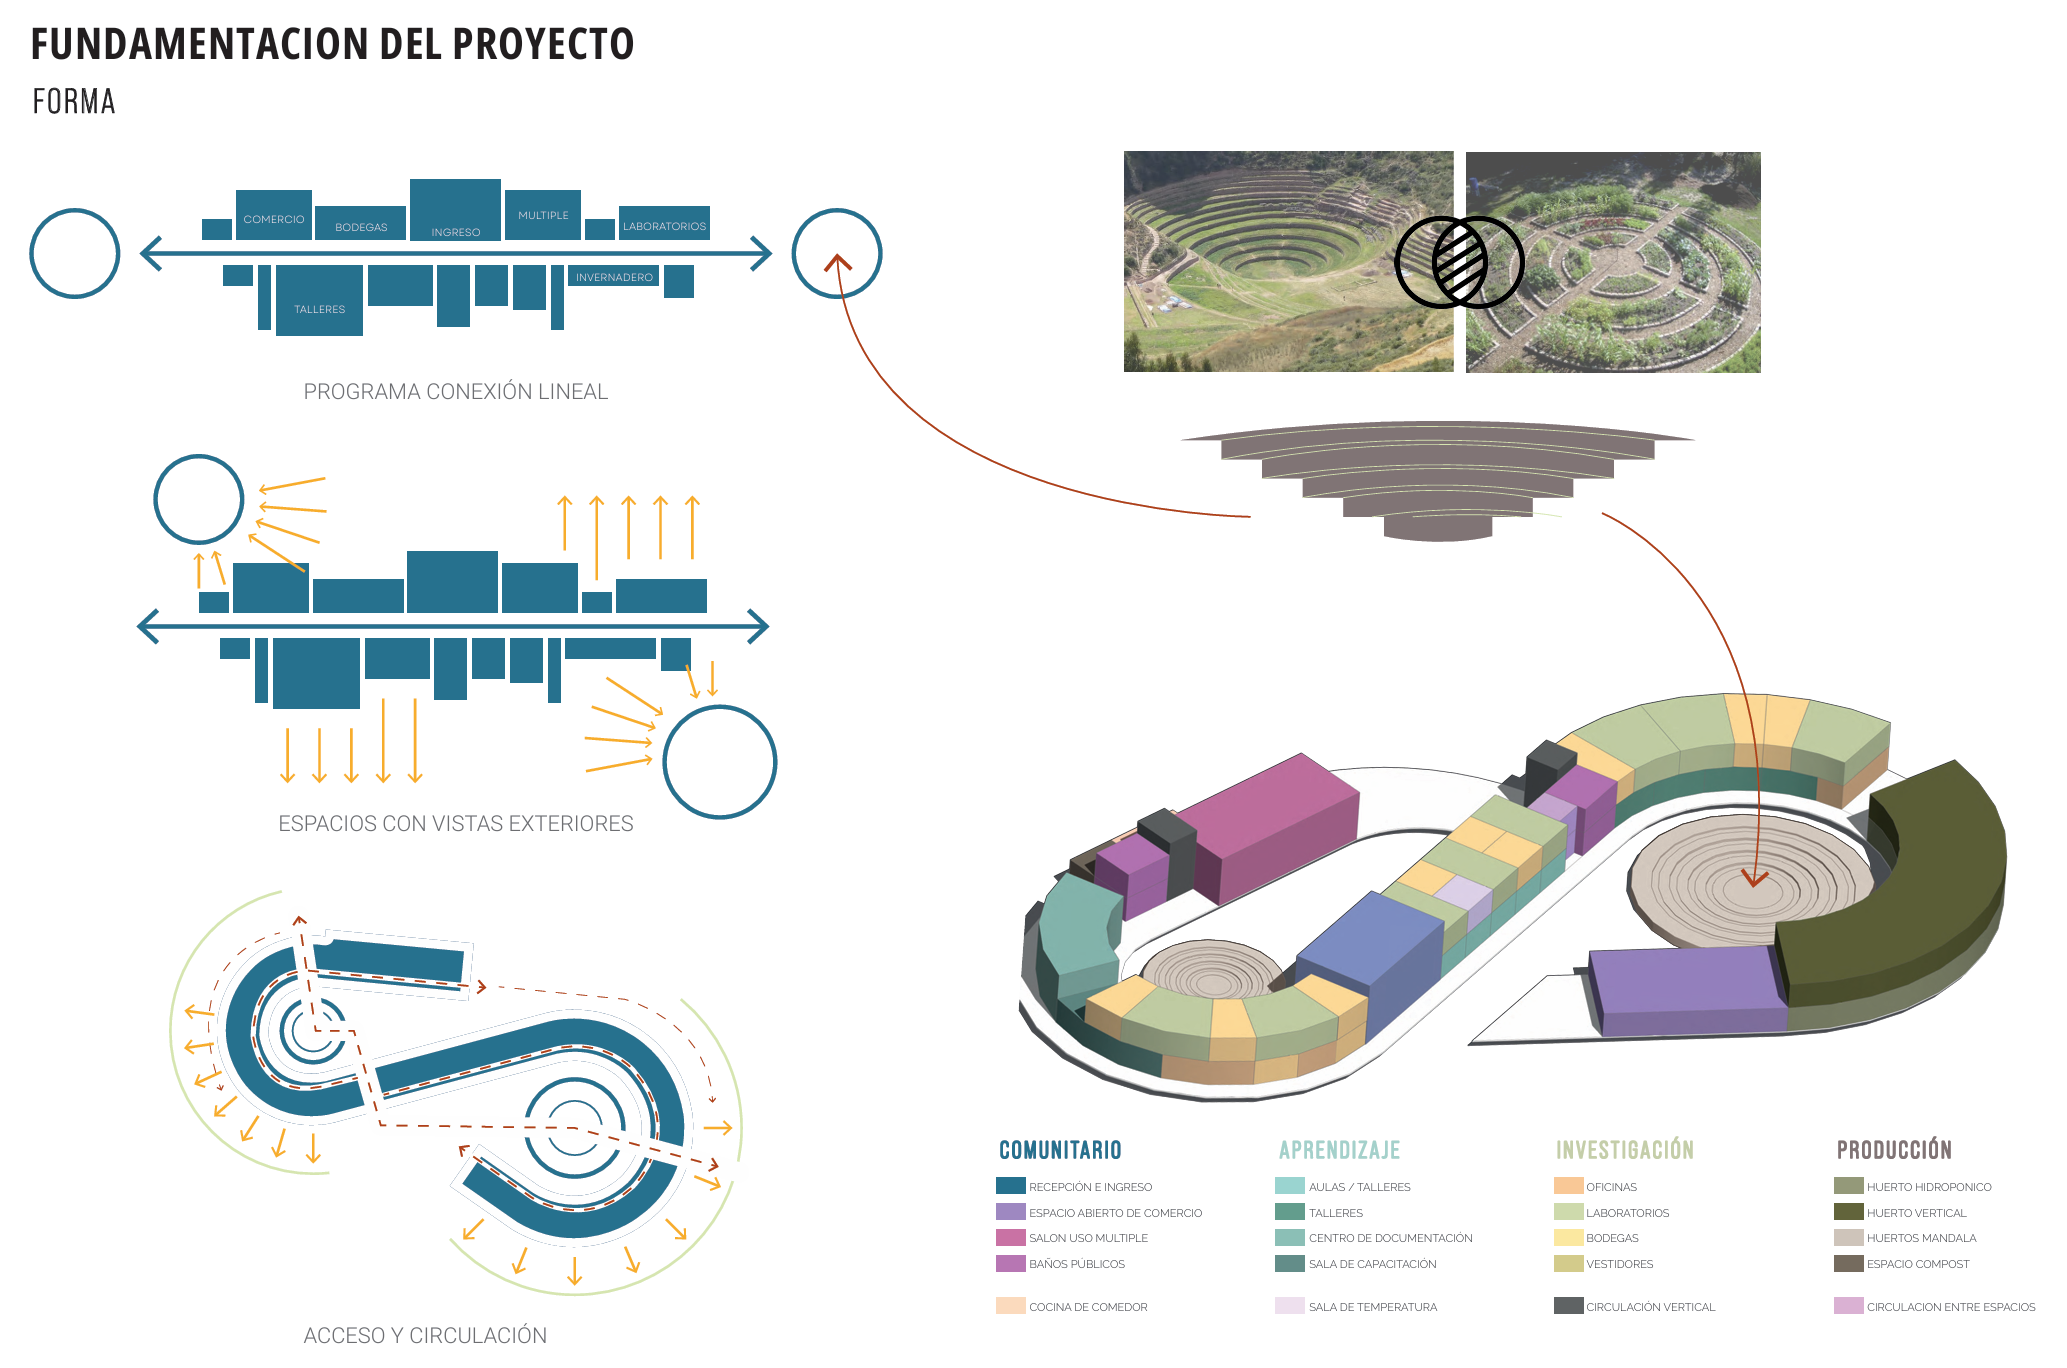 FUNDAMENTACION DEL PROYECTO
FORMA
COMERCIO
BODEGAS
INGRESO
MULTIPLE
LABORATORIOS
TALLERES
INVERNADERO
PROGRAMA CONEXIÓN LINEAL
ESPACIOS CON VISTAS EXTERIORES
ACCESO Y CIRCULACIÓN
COMUNITARIO
RECEPCIÓN E INGRESO
ESPACIO ABIERTO DE COMERCIO
SALON USO MULTIPLE
BAÑOS PÚBLICOS
COCINA DE COMEDOR
APRENDIZAJE
AULAS / TALLERES
TALLERES
CENTRO DE DOCUMENTACIÓN
SALA DE CAPACITACIÓN
SALA DE TEMPERATURA
INVESTIGACIÓN
OFICINAS
LABORATORIOS
BODEGAS
VESTIDORES
CIRCULACIÓN VERTICAL
PRODUCCIÓN
HUERTO HIDROPONICO
HUERTO VERTICAL
HUERTOS MANDALA
ESPACIO COMPOST
CIRCULACION ENTRE ESPACIOS